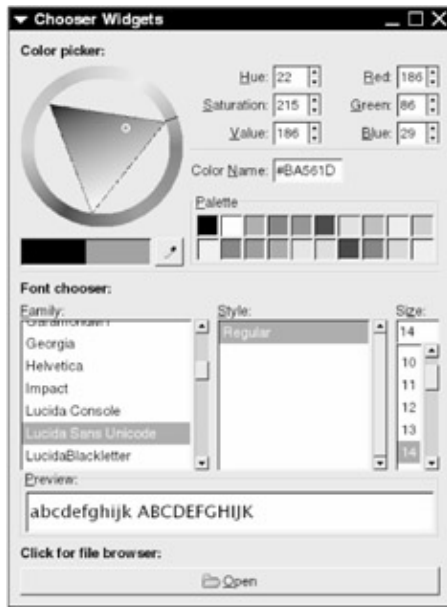 Chooser Widgets
Color picker:
Hue: 22 Red: 186
Saturation: 215 Green: 86
Value: 186 Blue: 29
Color Name: #BA561D
Palette
Font chooser:
Family: Style: Size:
Regular 14
Georgia 10
Helvetica 11
Impact 12
Lucida Console 13
Lucida Sans Unicode 14
LucidaBlackletter
Preview:
abcdefghijk ABCDEFGHIJK
Click for file browser:
Open